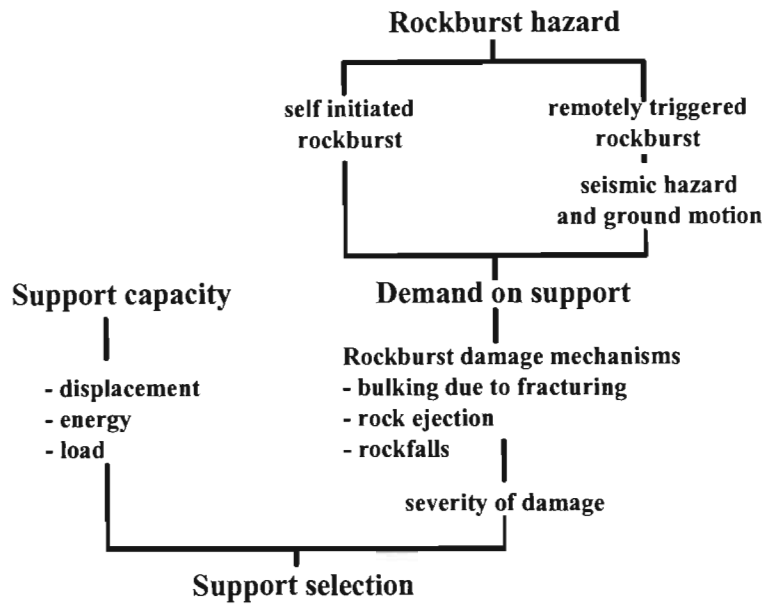 Rockburst hazard
self initiated
rockburst
remotely triggered
rockburst
seismic hazard
and ground motion
Support capacity
- displacement
- energy
- load
Demand on support
Rockburst damage mechanisms
- bulking due to fracturing
- rock ejection
- rockfalls
severity of damage
Support selection